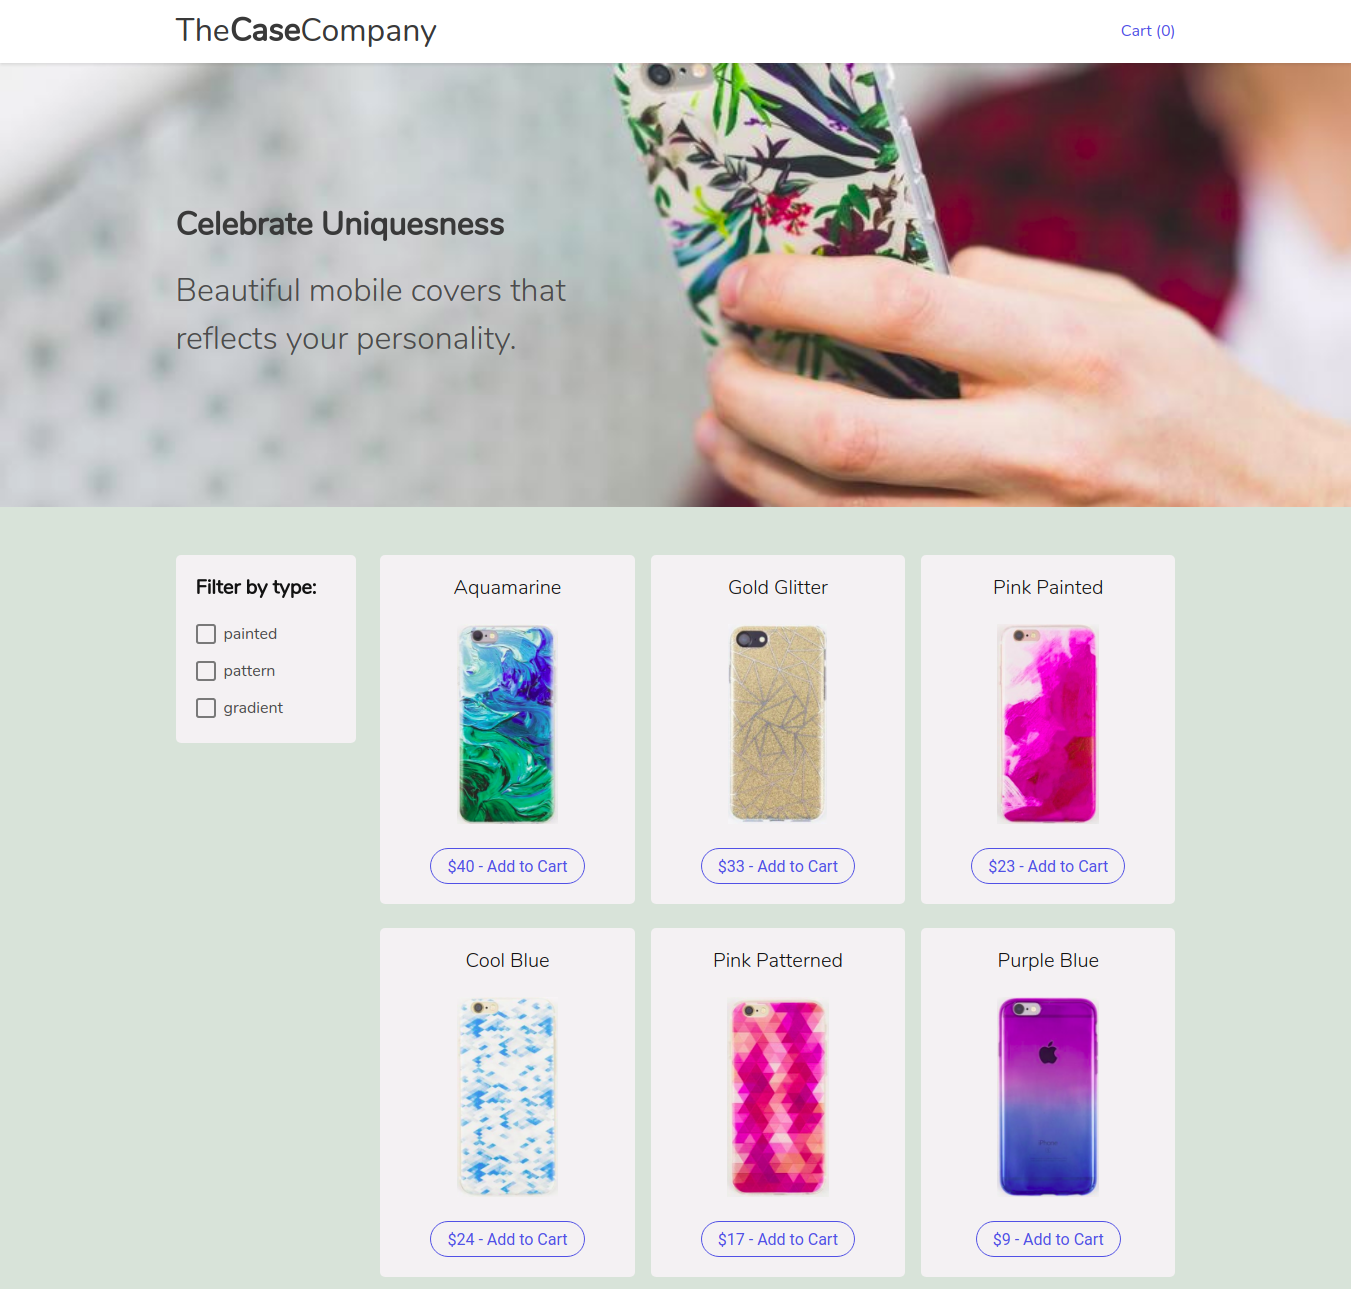 TheCaseCompany
Cart (0)
Celebrate Uniquesness
Beautiful mobile covers that
reflects your personality.
Filter by type:
painted
pattern
gradient
Aquamarine
$40 - Add to Cart
Gold Glitter
$33 - Add to Cart
Pink Painted
$23 - Add to Cart
Cool Blue
$24 - Add to Cart
Pink Patterned
$17 - Add to Cart
Purple Blue
iPhone
$9 - Add to Cart